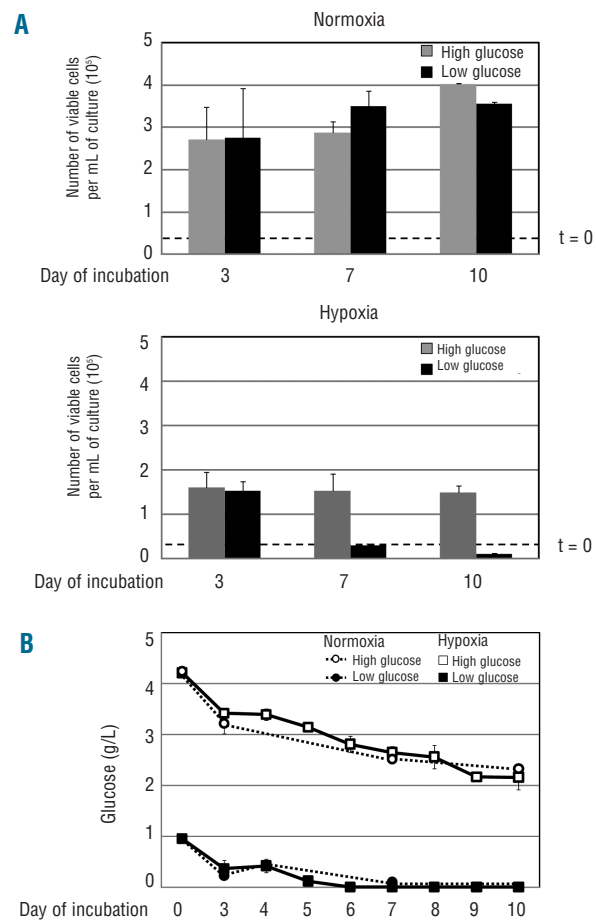 A
Normoxia
Number of viable cells
per mL of culture (10⁵)
5
4
3
2
1
0
High glucose
Low glucose
t = 0
Day of incubation
3
7
10
Hypoxia
Number of viable cells
per mL of culture (10⁵)
5
4
3
2
1
0
High glucose
Low glucose
t = 0
Day of incubation
3
7
10
B
Glucose (g/L)
5
4
3
2
1
0
Normoxia
High glucose
Low glucose
Hypoxia
High glucose
Low glucose
Day of incubation
0 3 4 5 6 7 8 9 10